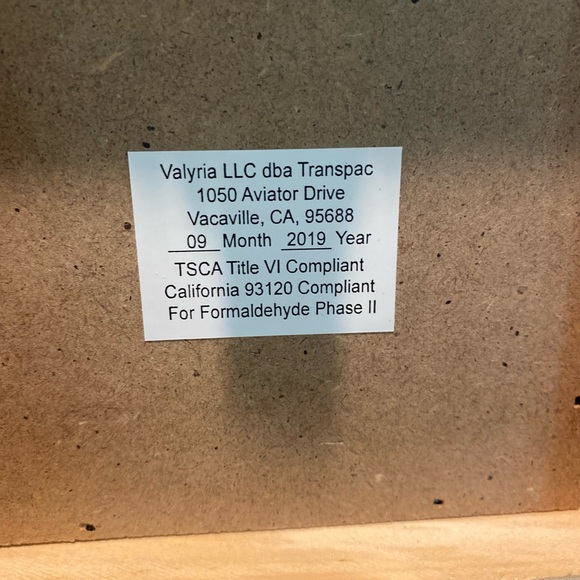 Valyria LLC dba Transpac
1050 Aviator Drive
Vacaville, CA, 95688
09 Month 2019 Year
TSCA Title VI Compliant
California 93120 Compliant
For Formaldehyde Phase II